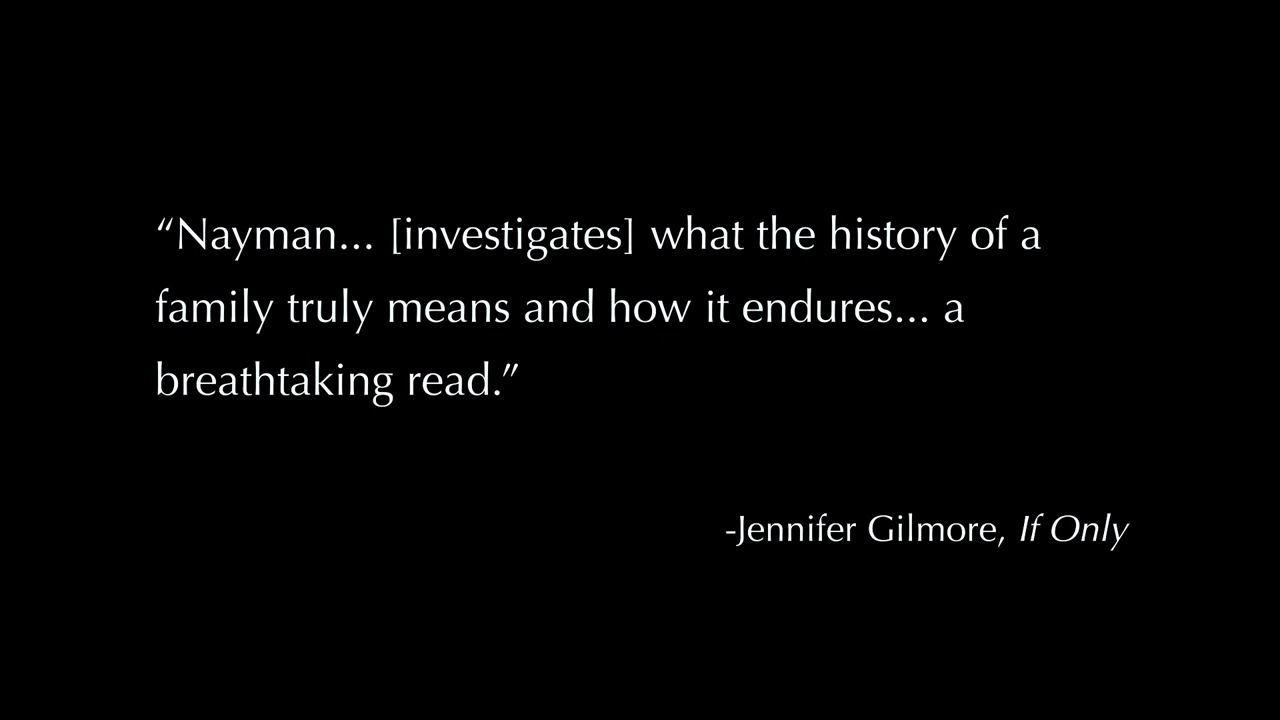 “Nayman... [investigates] what the history of a
family truly means and how it endures... a
breathtaking read.”
-Jennifer Gilmore, If Only